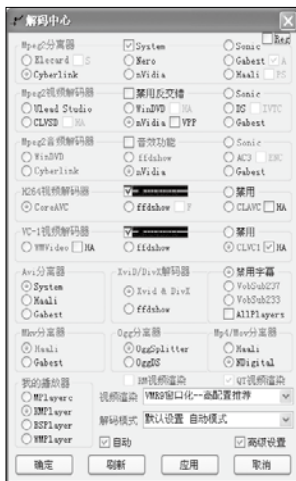 解码中心
Reg
Mpeg2分离器 System Sonic
Elecard S Nero Gabest A
Cyberlink nVidia Haali PS
Mpeg2视频解码器 禁用反交错 Sonic
Ulead Studio WinDVD HA DS IVTC
CLVSD HA nVidia VPP Gabest
Mpeg2音频解码器 音效功能 Sonic
WinDVD ffdshow AC3 ENC
Cyberlink nVidia Gabest
H264视频解码器 禁用
CoreAVC ffdshow F CLAVC HA
VC-1视频解码器 禁用
VMVideo HA ffdshow CLVC1 HA
Avi分离器 XviD/DivX解码器 禁用字幕
System Xvid & DivX VobSub237
Haali VobSub233
Gabest ffdshow AllPlayers
Mkv分离器 Ogg分离器 Mp4/Mov分离器
Haali OggSplitter Haali
Gabest OggDS NDigital
我的播放器 RM视频渲染 QT视频渲染
MPlayerc 视频渲染 VMR9窗口化--高配置推荐
KMPlayer
BSPlayer 解码模式 默认设置 自动模式
WMPlayer 自动 高级设置
确定 刷新 应用 取消